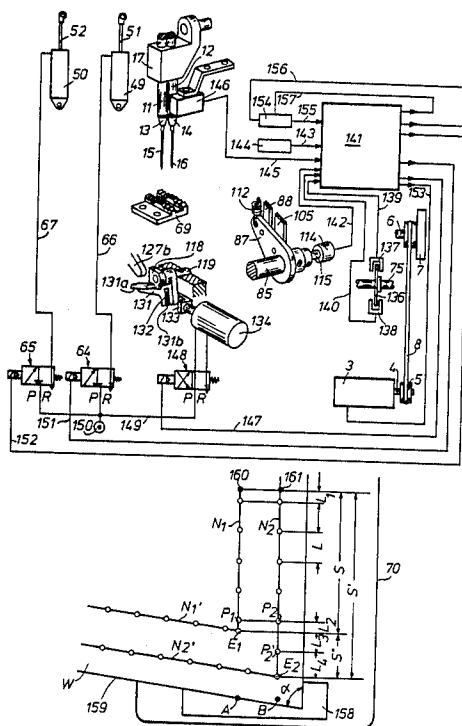 52
51
17
12
146
50
49
11
13
14
15
16
156
157
154
155
144
143
145
141
153
139
69
112
88
105
87
142
114
115
85
6
137
7
75
136
140
138
8
67
66
127b
118
119
131a
131
132
133
131b
134
3
4
5
65
64
148
P
R
P
R
P
R
151
150
149
147
152
160
161
L1
N1
N2
L
S
S'
70
N1'
P1
P2
L2
E1
L3
P2'
S"
N2'
L4
E2
W
159
A
B
α
158